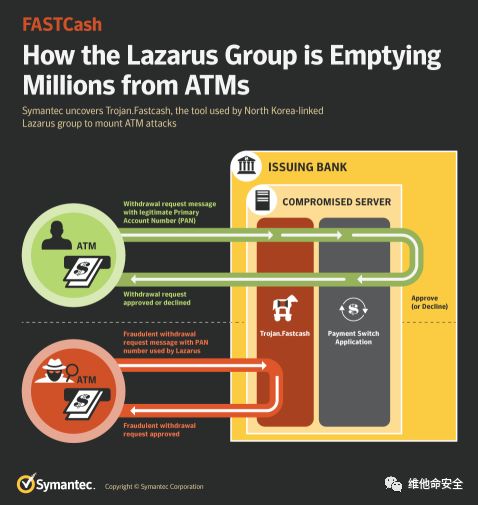 FASTCash
How the Lazarus Group is Emptying
Millions from ATMs
Symantec uncovers Trojan.Fastcash, the tool used by North Korea-linked
Lazarus group to mount ATM attacks
ISSUING BANK
COMPROMISED SERVER
Withdrawal request message
with legitimate Primary
Account Number (PAN)
ATM
$
Withdrawal request
approved or declined
Approve
(or Decline)
Trojan.Fastcash
$
Payment Switch
Application
Fraudulent withdrawal
request message with PAN
number used by Lazarus
ATM
$
Fraudulent withdrawal
request approved
Symantec.
Copyright © Symantec Corporation
维他命安全